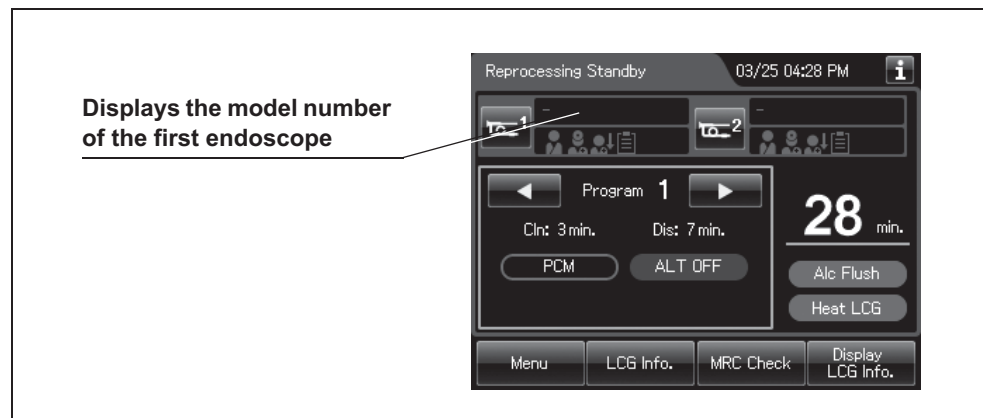 Displays the model number
of the first endoscope
Reprocessing Standby 03/25 04:28 PM i
1 - 2 -
Program 1
Cln: 3 min. Dis: 7 min.
28 min.
PCM ALT OFF
Alc Flush
Heat LCG
Menu LCG Info. MRC Check Display
LCG Info.